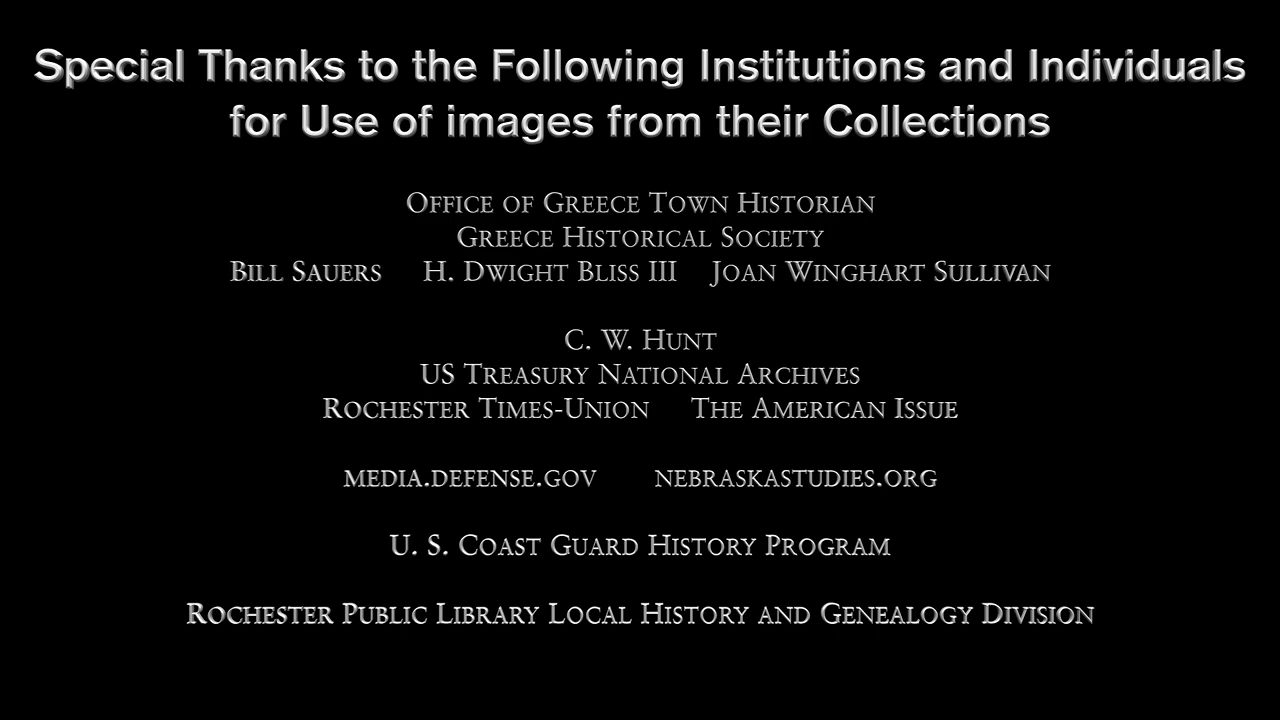 Special Thanks to the Following Institutions and Individuals
for Use of images from their Collections
Office of Greece Town Historian
Greece Historical Society
Bill Sauers H. Dwight Bliss III Joan Winghart Sullivan
C. W. Hunt
US Treasury National Archives
Rochester Times-Union The American Issue
media.defense.gov nebraskastudies.org
U. S. Coast Guard History Program
Rochester Public Library Local History and Genealogy Division